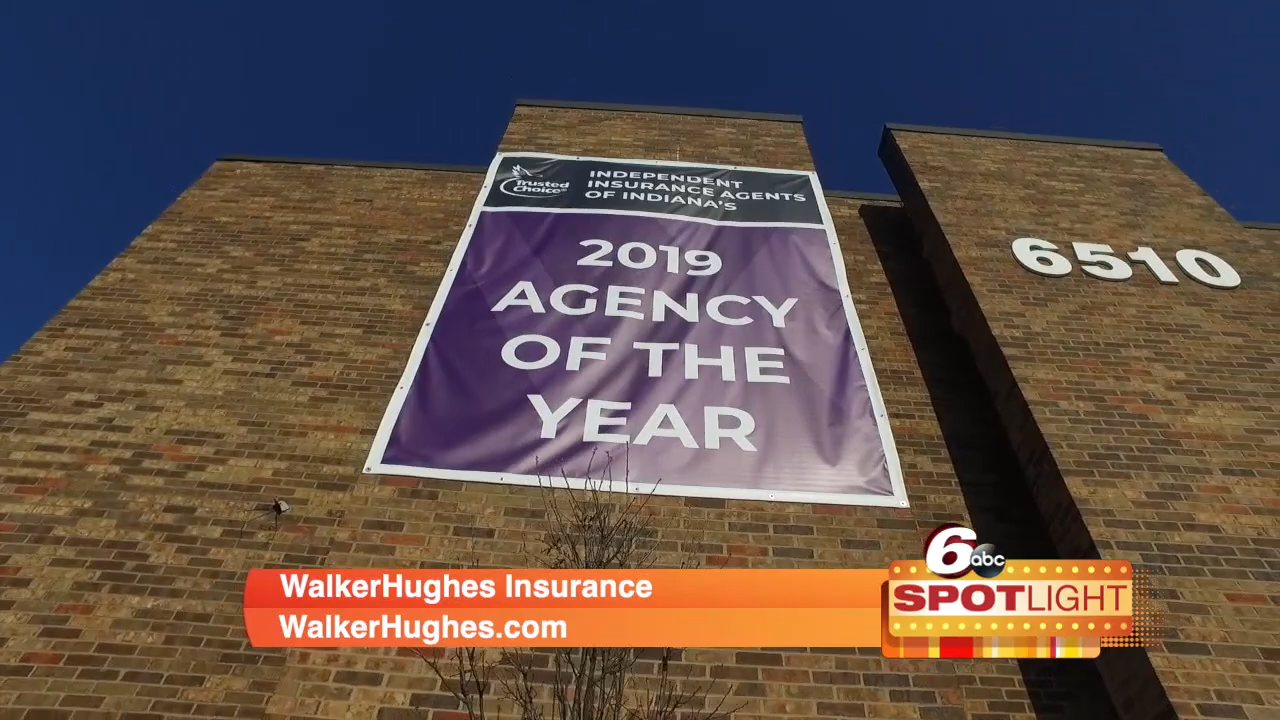 Trusted
Choice®
INDEPENDENT
INSURANCE AGENTS
OF INDIANA'S
2019
AGENCY
OF THE
YEAR
6510
6 abc
SPOTLIGHT
WalkerHughes Insurance
WalkerHughes.com